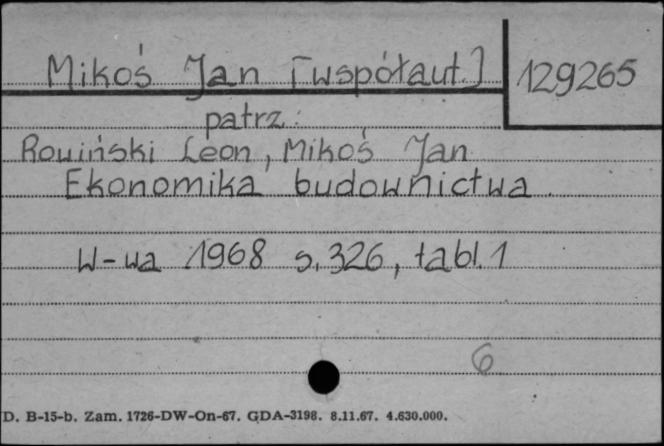 Mikoś Jan [współaut.]
129265
patrz:
Rowiński Leon, Mikoś Jan
Ekonomika budownictwa.
W-wa 1968 s. 326, tabl. 1
6
D. B-15-b. Zam. 1726-DW-On-67. GDA-3198. 8.11.67. 4.630.000.